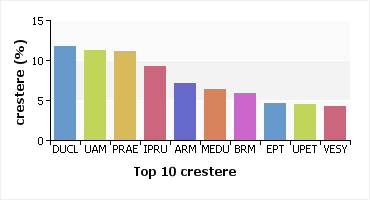 crestere (%)
15
10
5
0
DUCL UAM PRAE IPRU ARM MEDU BRM EPT UPET VESY
Top 10 crestere